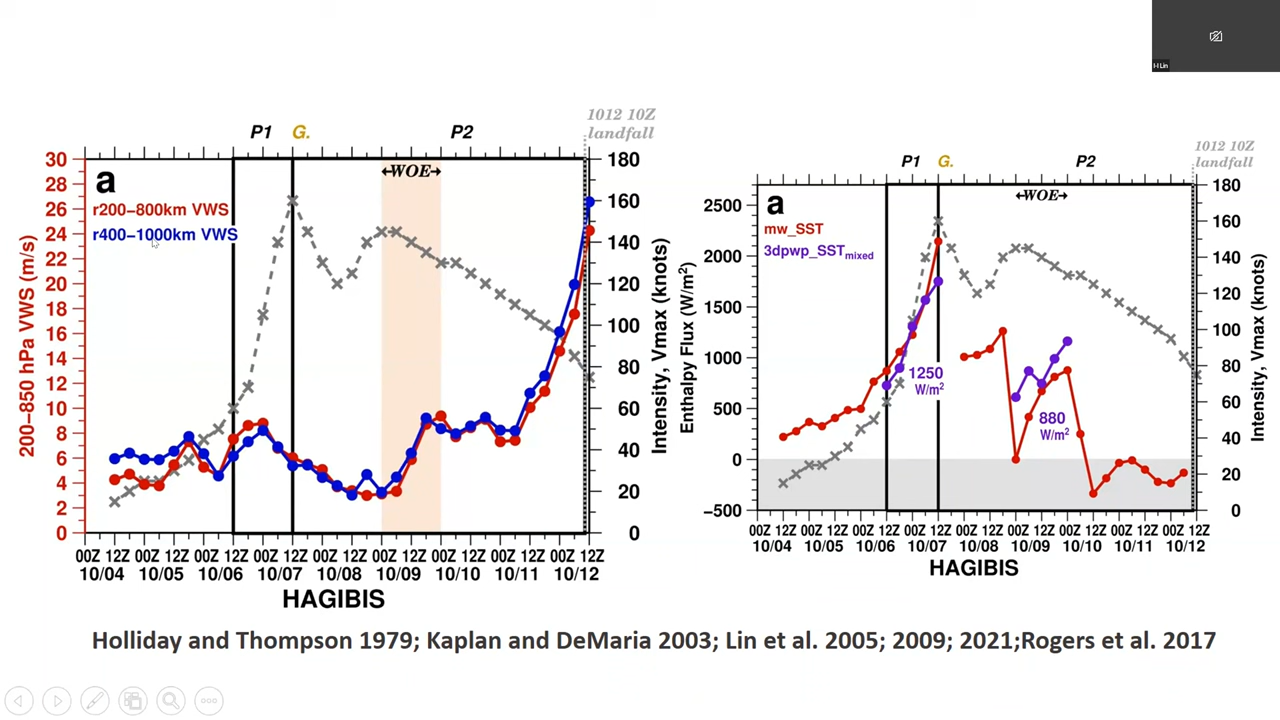 I-I Lin
1012 10Z
landfall
P1
G.
P2
WOE
a
r200–800km VWS
r400–1000km VWS
200–850 hPa VWS (m/s)
30
28
26
24
22
20
18
16
14
12
10
8
6
4
2
0
180
160
140
120
100
80
60
40
20
0
Intensity, Vmax (knots)
00Z 12Z 00Z 12Z 00Z 12Z 00Z 12Z 00Z 12Z 00Z 12Z 00Z 12Z 00Z 12Z 00Z 12Z
10/04 10/05 10/06 10/07 10/08 10/09 10/10 10/11 10/12
HAGIBIS
1012 10Z
landfall
P1
G.
P2
WOE
a
mw_SST
3dpwp_SSTmixed
1250
W/m²
880
W/m²
Enthalpy Flux (W/m²)
2500
2000
1500
1000
500
0
−500
180
160
140
120
100
80
60
40
20
0
Intensity, Vmax (knots)
00Z 12Z 00Z 12Z 00Z 12Z 00Z 12Z 00Z 12Z 00Z 12Z 00Z 12Z 00Z 12Z 00Z 12Z
10/04 10/05 10/06 10/07 10/08 10/09 10/10 10/11 10/12
HAGIBIS
Holliday and Thompson 1979; Kaplan and DeMaria 2003; Lin et al. 2005; 2009; 2021;Rogers et al. 2017